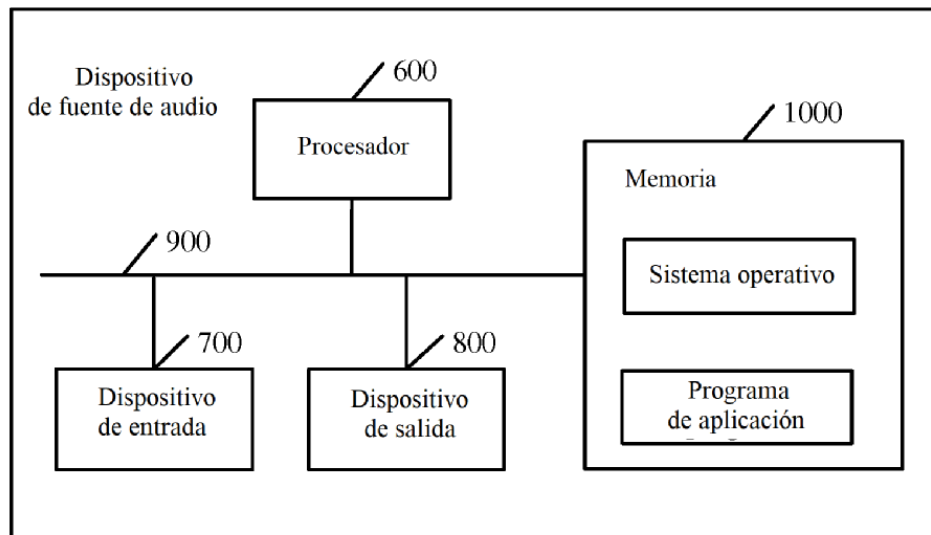 Dispositivo
de fuente de audio
600
Procesador
1000
Memoria
900
Sistema operativo
700
800
Dispositivo
de entrada
Dispositivo
de salida
Programa
de aplicación